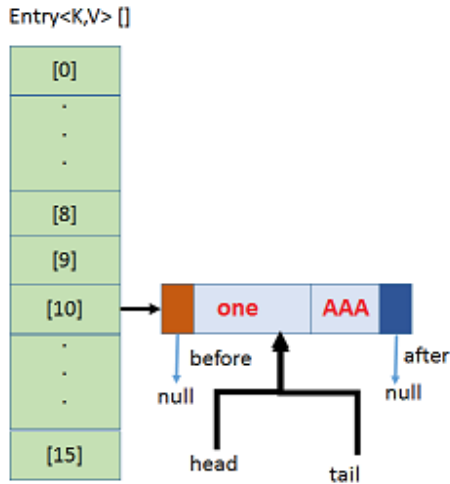 Entry<K,V> []
[0]
.
.
.
[8]
[9]
[10]
one
AAA
before
after
null
null
.
.
.
[15]
head
tail